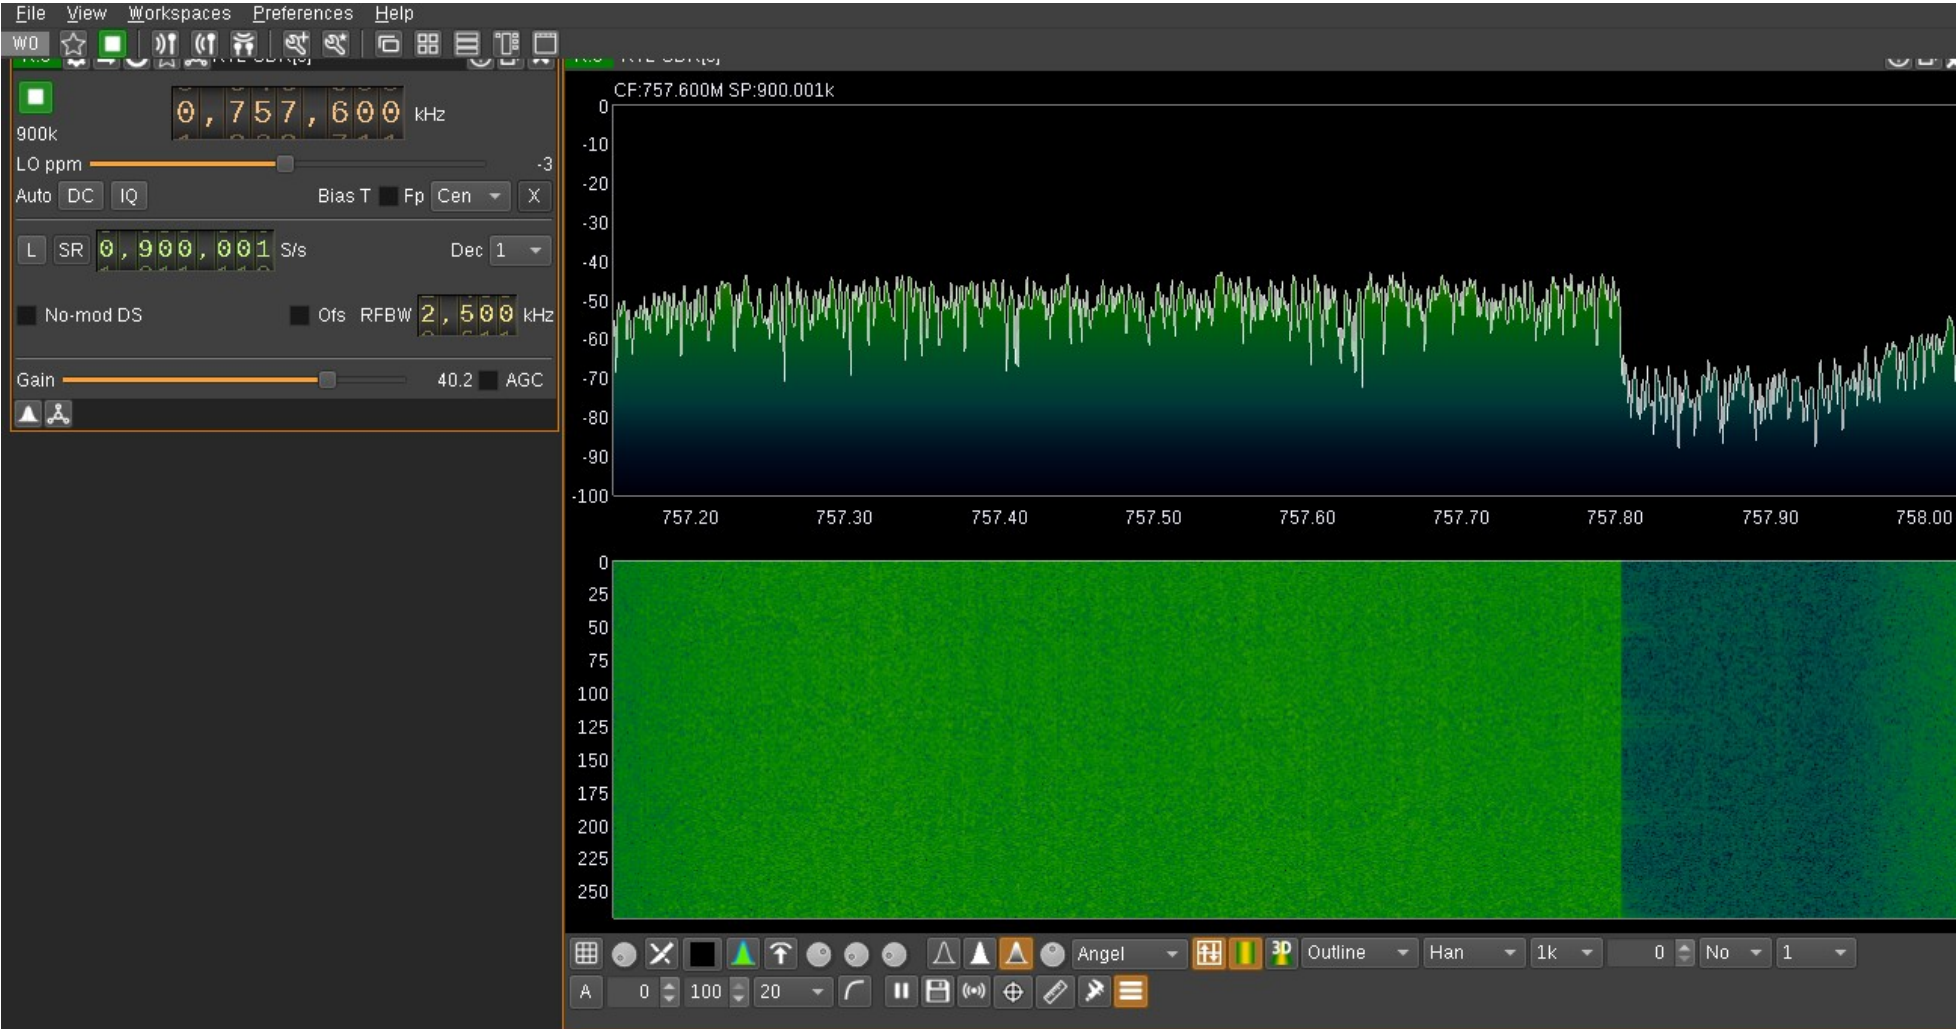 File View Workspaces Preferences Help
W0
CF:757.600M SP:900.001k
0,757,600 kHz
900k
LO ppm -3
Auto DC IQ Bias T Fp Cen X
L SR 0,900,001 S/s Dec 1
No-mod DS Ofs RFBW 2,500 kHz
Gain 40.2 AGC
0
-10
-20
-30
-40
-50
-60
-70
-80
-90
-100
757.20 757.30 757.40 757.50 757.60 757.70 757.80 757.90 758.00
0
25
50
75
100
125
150
175
200
225
250
3D
Angel Outline Han 1k 0 No 1
A 0 100 20